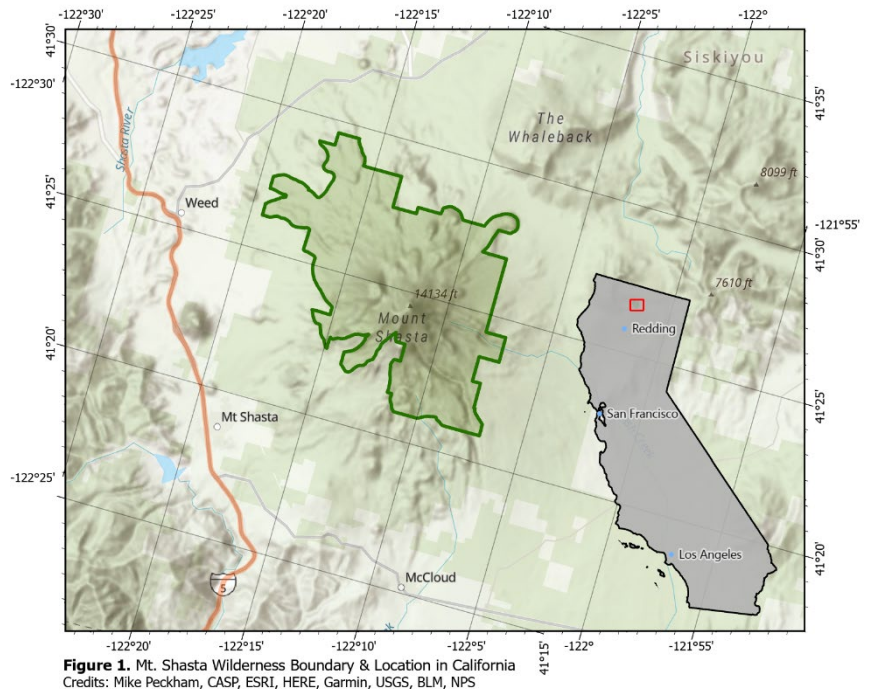 -122°30'
-122°25'
-122°20'
-122°15'
-122°10'
-122°5'
-122°
41°30'
-122°30'
Siskiyou
41°35'
The
Whaleback
Shasta River
8099 ft
41°25'
Weed
-121°55'
41°30'
14134 ft
7610 ft
Mount
Shasta
Redding
41°20'
San Francisco
41°25'
Mt Shasta
-122°25'
Los Angeles
41°20'
McCloud
5
-122°20'
-122°15'
-122°10'
-122°5'
41°15'
-122°
-121°55'
Figure 1. Mt. Shasta Wilderness Boundary & Location in California
Credits: Mike Peckham, CASP, ESRI, HERE, Garmin, USGS, BLM, NPS